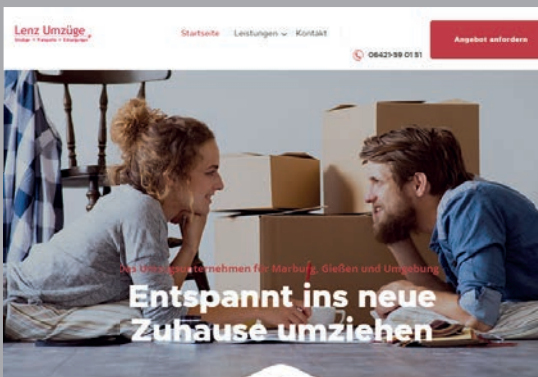 Lenz Umzüge
Startseite Leistungen Kontakt
06421-59 01 51
Angebot anfordern
Das Umzugsunternehmen für Marburg, Gießen und Umgebung
Entspannt ins neue
Zuhause umziehen